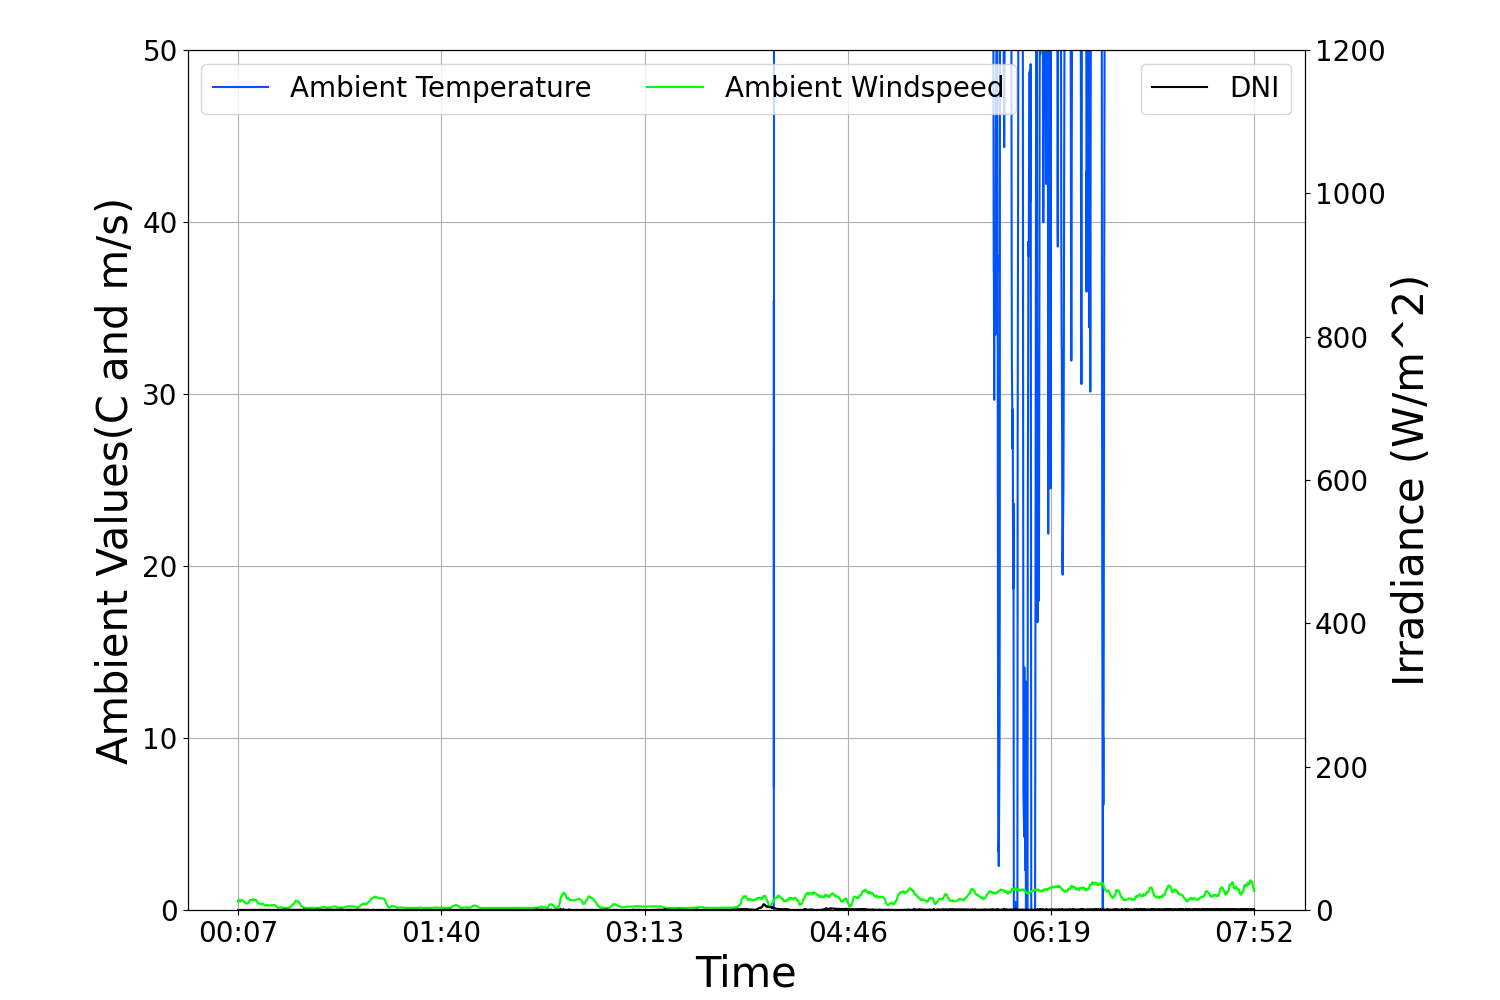 Ambient Temperature
Ambient Windspeed
DNI
Ambient Values(C and m/s)
50
40
30
20
10
0
1200
1000
800
600
400
200
0
Irradiance (W/m^2)
00:07 01:40 03:13 04:46 06:19 07:52
Time